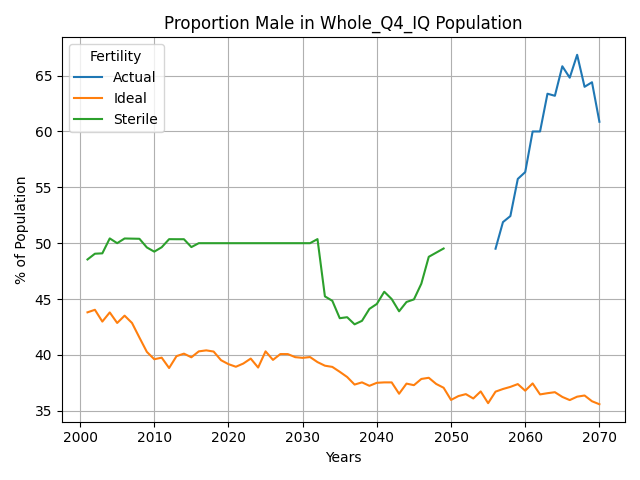 Proportion Male in Whole_Q4_IQ Population
Fertility
Actual
Ideal
Sterile
% of Population
65
60
55
50
45
40
35
2000 2010 2020 2030 2040 2050 2060 2070
Years